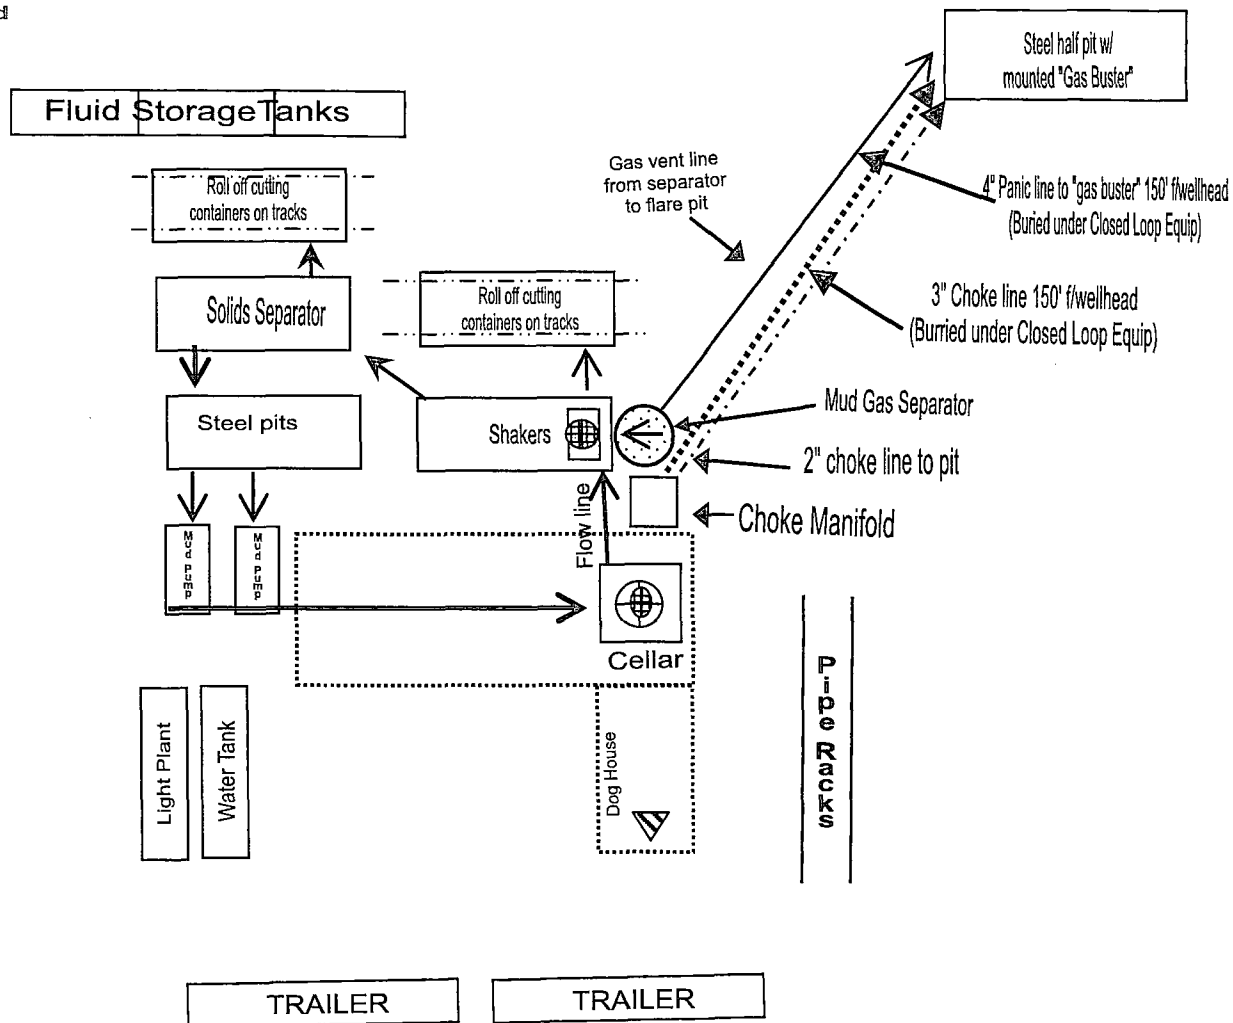 Fluid Storage Tanks
Roll off cutting
containers on tracks
Solids Separator
Steel pits
Mud pump
Mud pump
Roll off cutting
containers on tracks
Shakers
Flow line
Gas vent line
from separator
to flare pit
Steel half pit w/
mounted "Gas Buster"
4" Panic line to "gas buster" 150' f/wellhead
(Buried under Closed Loop Equip)
3" Choke line 150' f/wellhead
(Burried under Closed Loop Equip)
Mud Gas Separator
2" choke line to pit
Choke Manifold
Cellar
Dog House
Pipe Racks
Light Plant
Water Tank
TRAILER
TRAILER